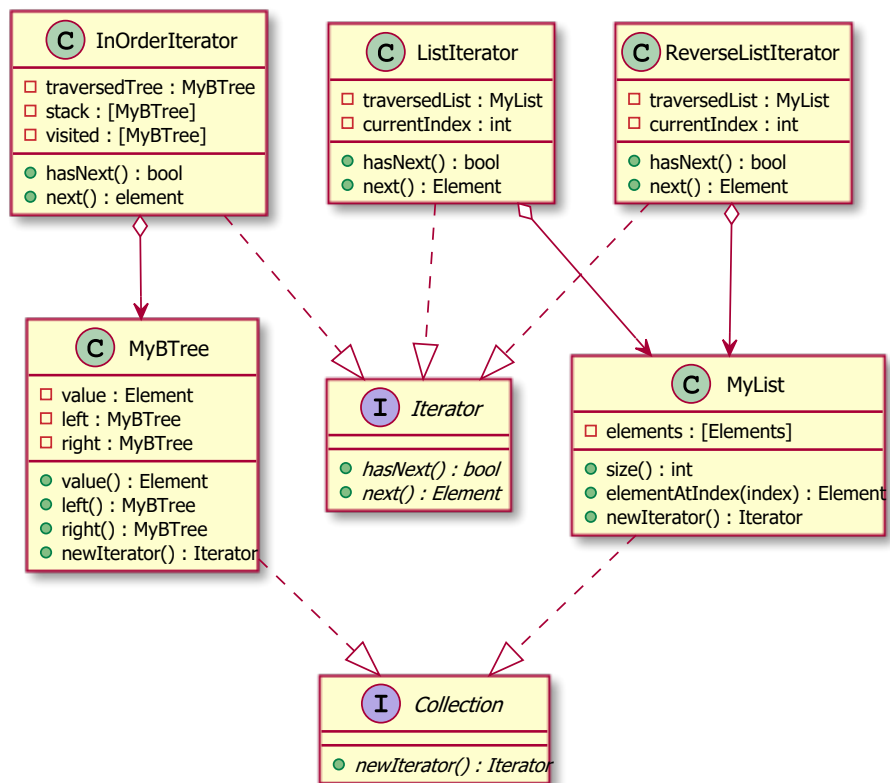 C InOrderIterator
traversedTree : MyBTree
stack : [MyBTree]
visited : [MyBTree]
hasNext() : bool
next() : element
C ListIterator
traversedList : MyList
currentIndex : int
hasNext() : bool
next() : Element
C ReverseListIterator
traversedList : MyList
currentIndex : int
hasNext() : bool
next() : Element
C MyBTree
value : Element
left : MyBTree
right : MyBTree
value() : Element
left() : MyBTree
right() : MyBTree
newIterator() : Iterator
I Iterator
hasNext() : bool
next() : Element
C MyList
elements : [Elements]
size() : int
elementAtIndex(index) : Element
newIterator() : Iterator
I Collection
newIterator() : Iterator